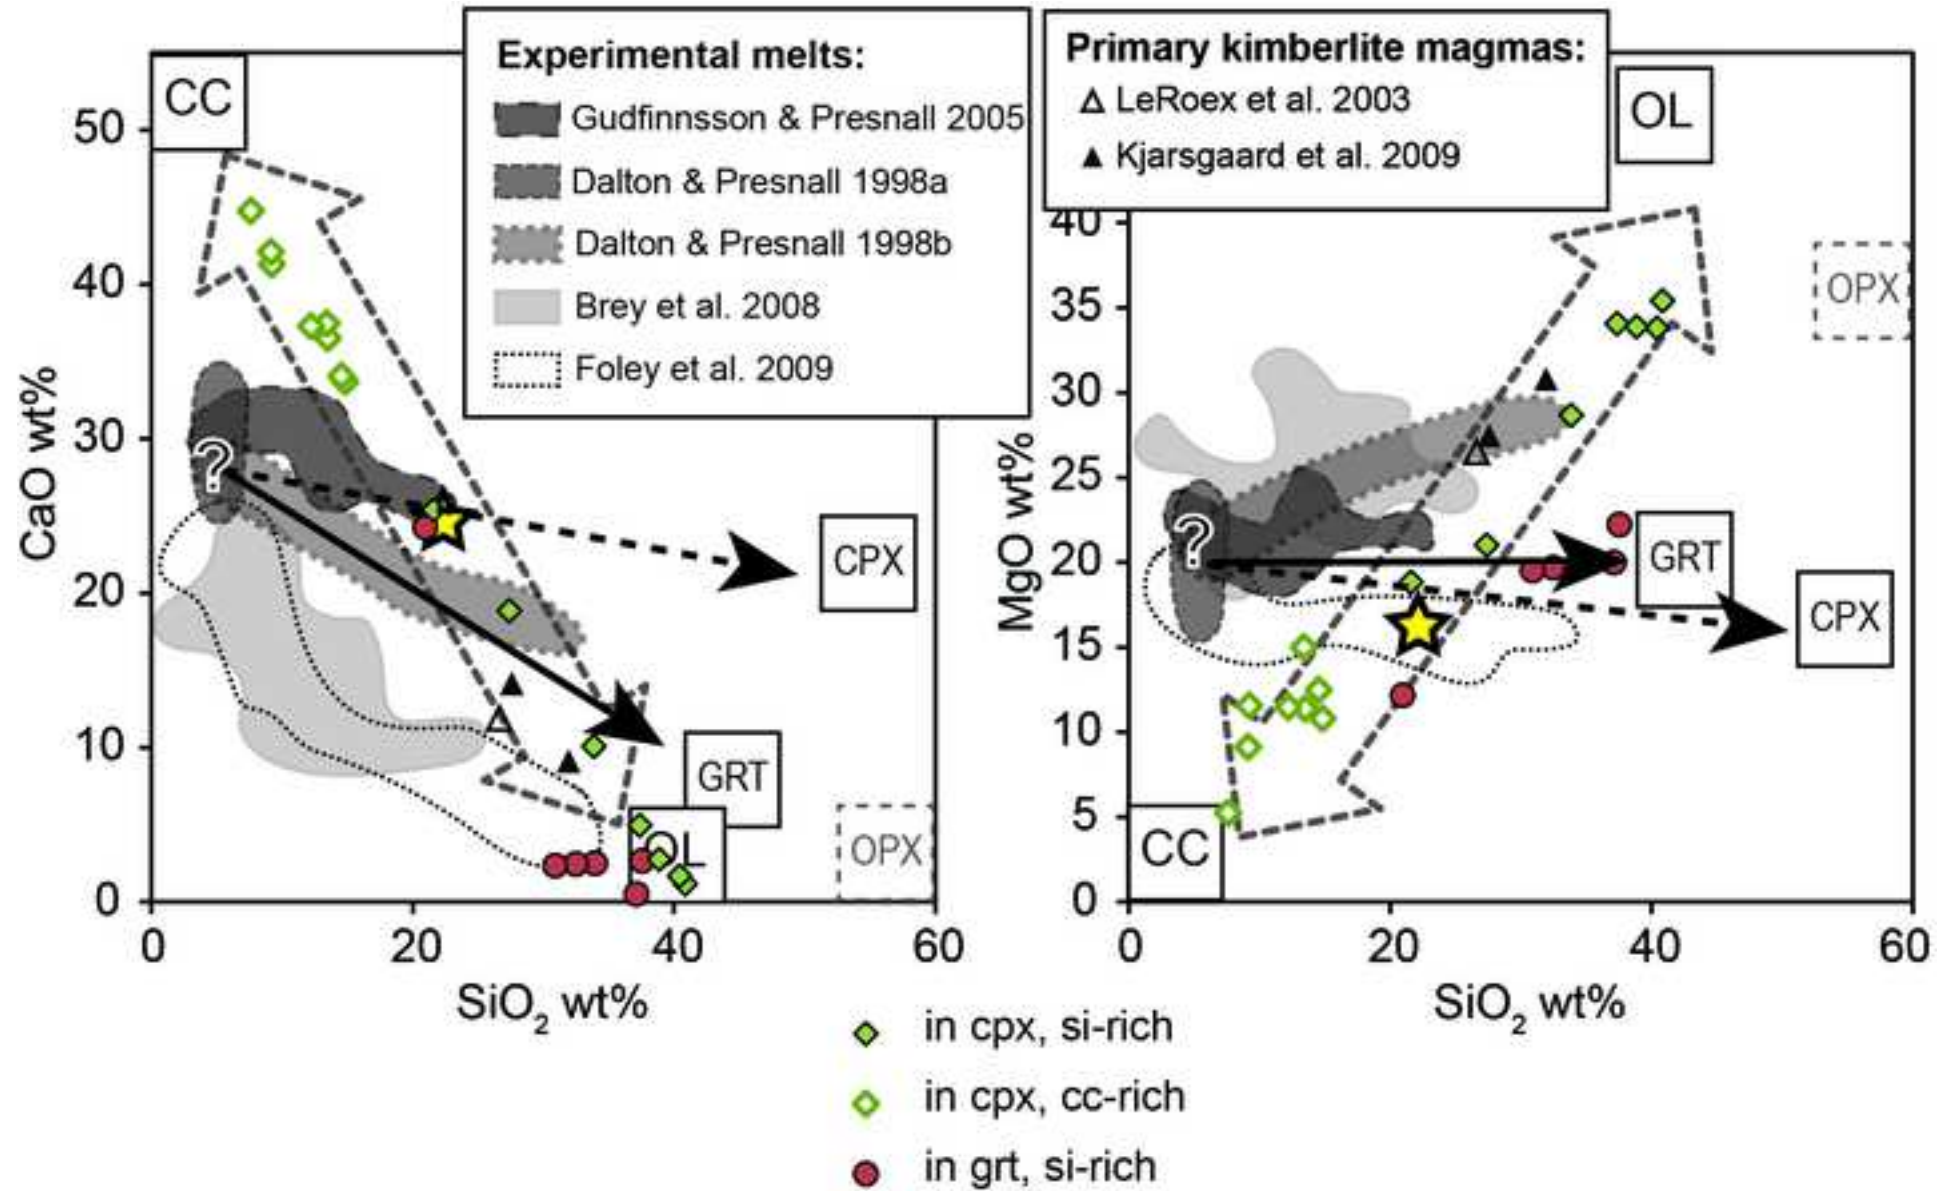 Experimental melts:
Gudfinnsson & Presnall 2005
Dalton & Presnall 1998a
Dalton & Presnall 1998b
Brey et al. 2008
Foley et al. 2009
Primary kimberlite magmas:
LeRoex et al. 2003
Kjarsgaard et al. 2009
CC
50
40
30
20
10
0
CaO wt%
?
CPX
GRT
OL
OPX
0
20
40
60
SiO2 wt%
OL
OPX
40
35
30
25
20
15
10
5
0
MgO wt%
?
GRT
CPX
CC
0
20
40
60
SiO2 wt%
in cpx, si-rich
in cpx, cc-rich
in grt, si-rich